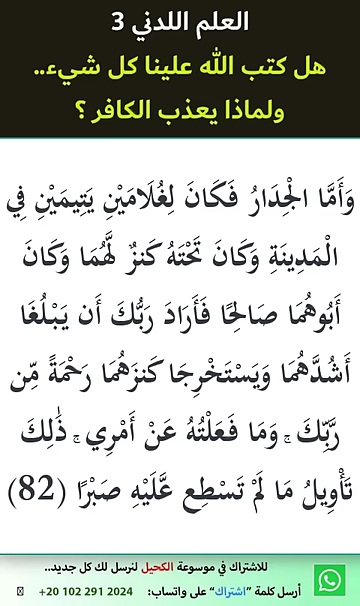 العلم اللدني 3
هل كتب الله علينا كل شيء..
ولماذا يعذب الكافر ؟
وَأَمَّا الْجِدَارُ فَكَانَ لِغُلَامَيْنِ يَتِيمَيْنِ فِي
الْمَدِينَةِ وَكَانَ تَحْتَهُ كَنزٌ لَّهُمَا وَكَانَ
أَبُوهُمَا صَالِحًا فَأَرَادَ رَبُّكَ أَن يَبْلُغَا
أَشُدَّهُمَا وَيَسْتَخْرِجَا كَنزَهُمَا رَحْمَةً مِّن
رَّبِّكَ ۚ وَمَا فَعَلْتُهُ عَنْ أَمْرِي ۚ ذَٰلِكَ
تَأْوِيلُ مَا لَمْ تَسْطِع عَّلَيْهِ صَبْرًا (82)
للاشتراك في موسوعة الكحيل لنرسل لك كل جديد..
أرسل كلمة "اشتراك" على واتساب: +20 102 291 2024